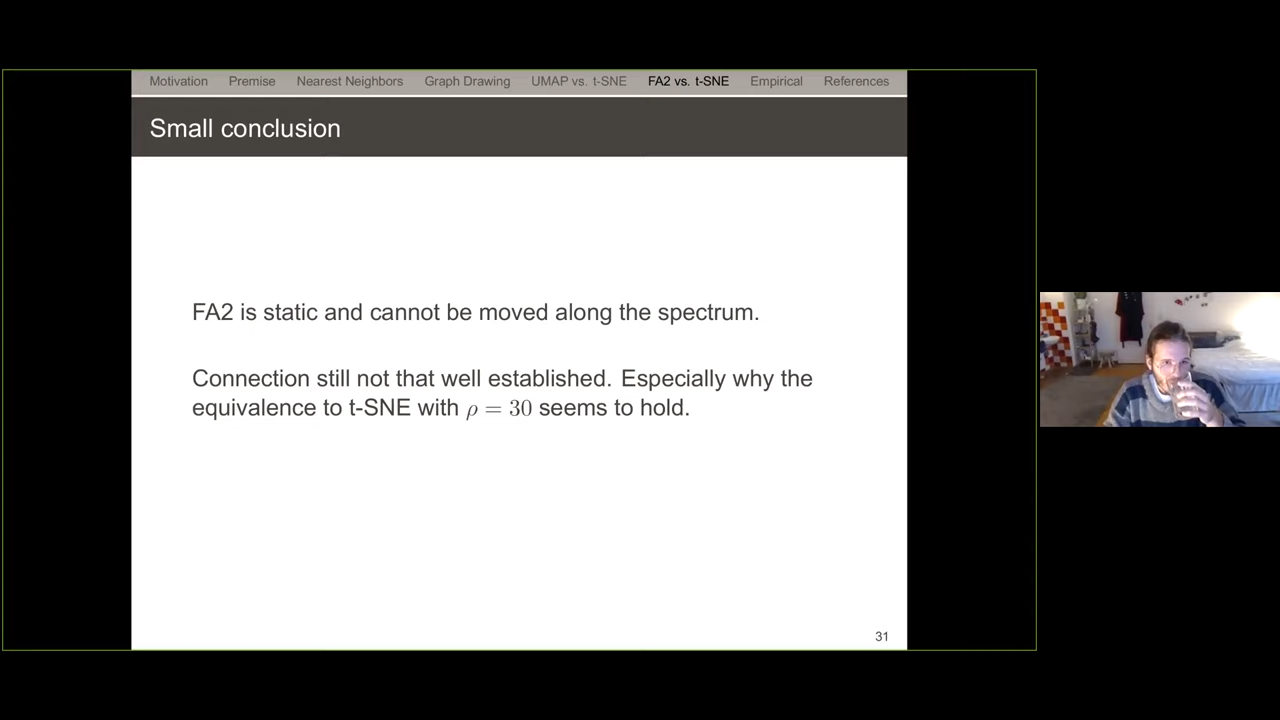 Motivation Premise Nearest Neighbors Graph Drawing UMAP vs. t-SNE FA2 vs. t-SNE Empirical References
Small conclusion
FA2 is static and cannot be moved along the spectrum.
Connection still not that well established. Especially why the
equivalence to t-SNE with ρ = 30 seems to hold.
31